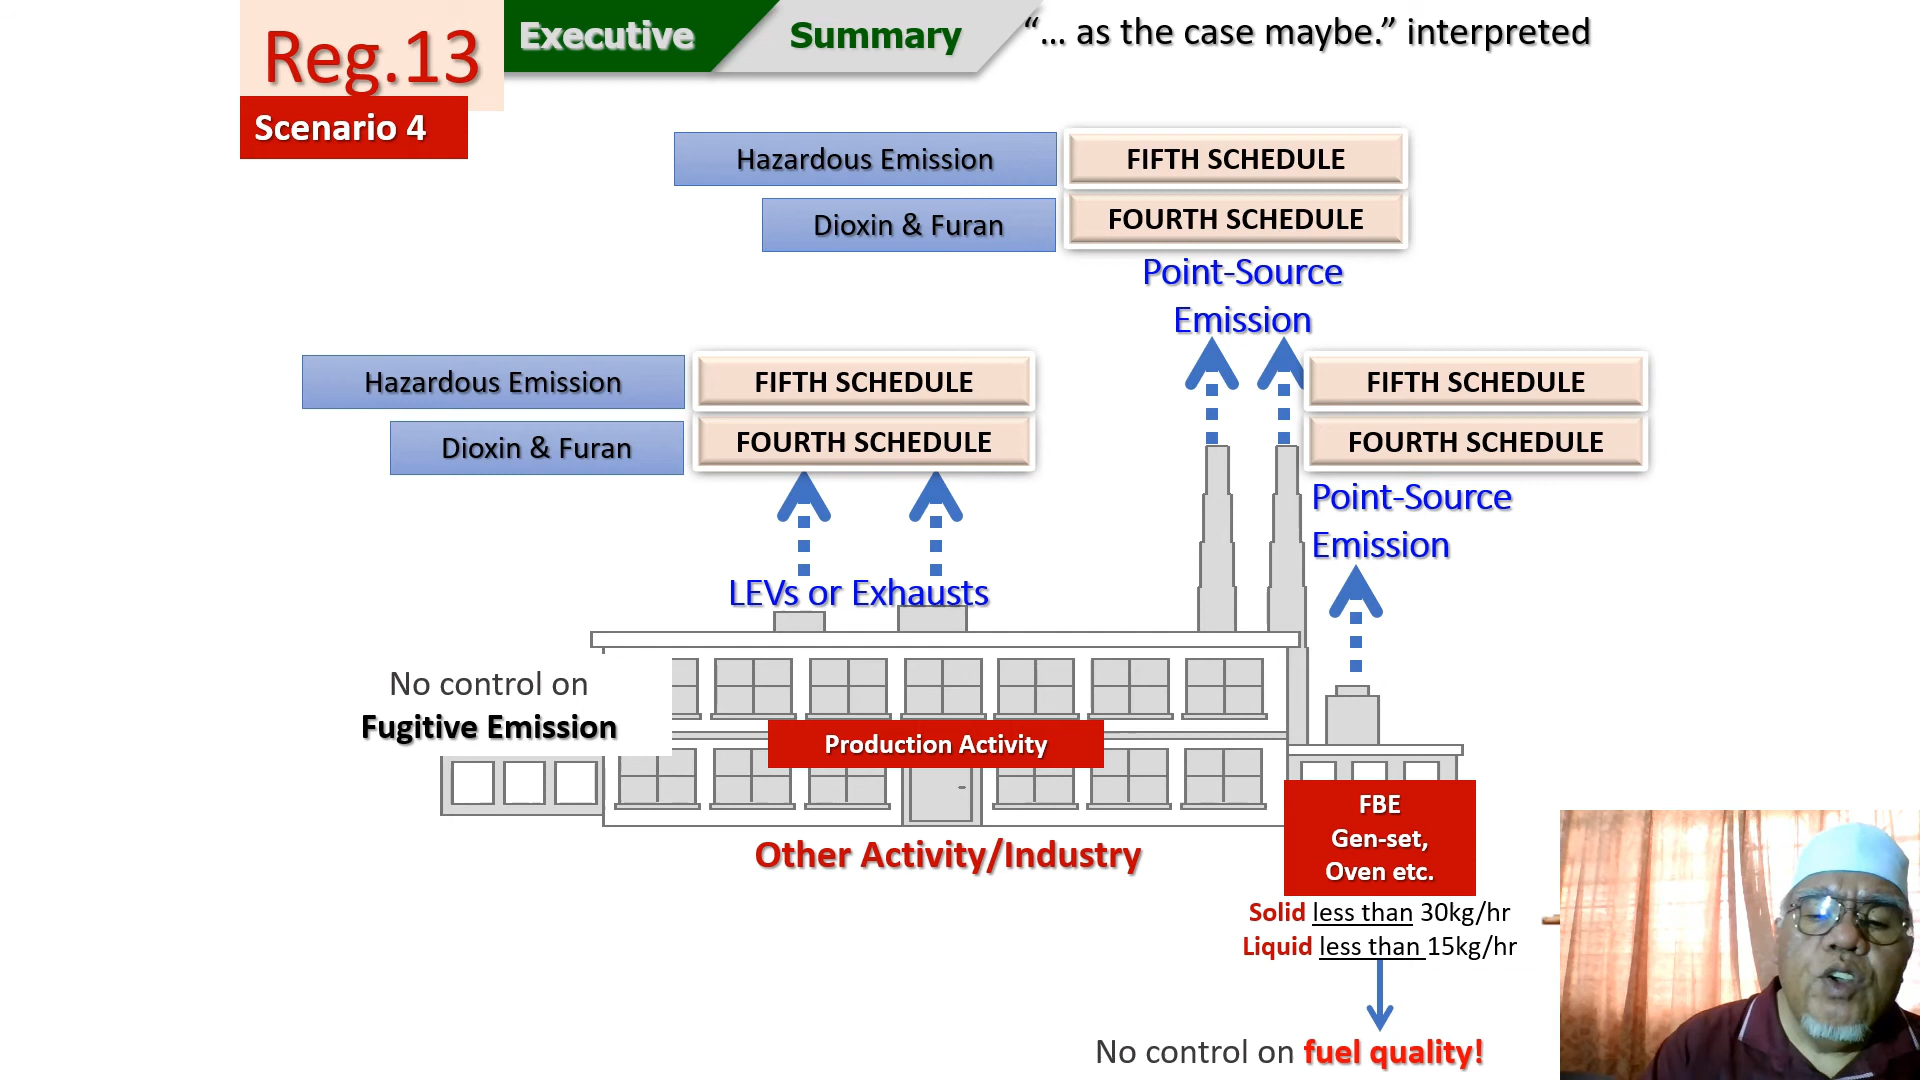 Reg.13
Executive Summary
"... as the case maybe." interpreted
Scenario 4
Hazardous Emission FIFTH SCHEDULE
Dioxin & Furan FOURTH SCHEDULE
Point-Source
Emission
Hazardous Emission FIFTH SCHEDULE
Dioxin & Furan FOURTH SCHEDULE
FIFTH SCHEDULE
FOURTH SCHEDULE
Point-Source
Emission
LEVs or Exhausts
No control on
Fugitive Emission
Production Activity
Other Activity/Industry
FBE
Gen-set,
Oven etc.
Solid less than 30kg/hr
Liquid less than 15kg/hr
No control on fuel quality!